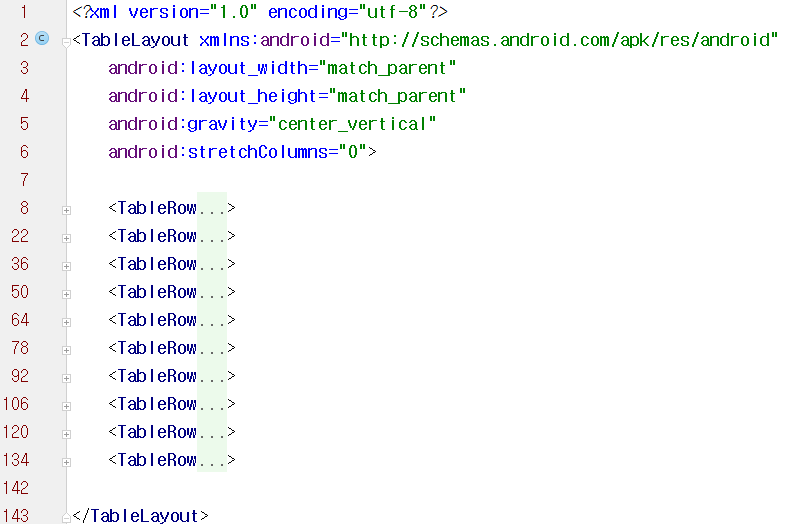 1 <?xml version="1.0" encoding="utf-8"?>
2 C <TableLayout xmlns:android="http://schemas.android.com/apk/res/android"
3 android:layout_width="match_parent"
4 android:layout_height="match_parent"
5 android:gravity="center_vertical"
6 android:stretchColumns="0">
7
8 <TableRow...>
22 <TableRow...>
36 <TableRow...>
50 <TableRow...>
64 <TableRow...>
78 <TableRow...>
92 <TableRow...>
106 <TableRow...>
120 <TableRow...>
134 <TableRow...>
142
143 </TableLayout>